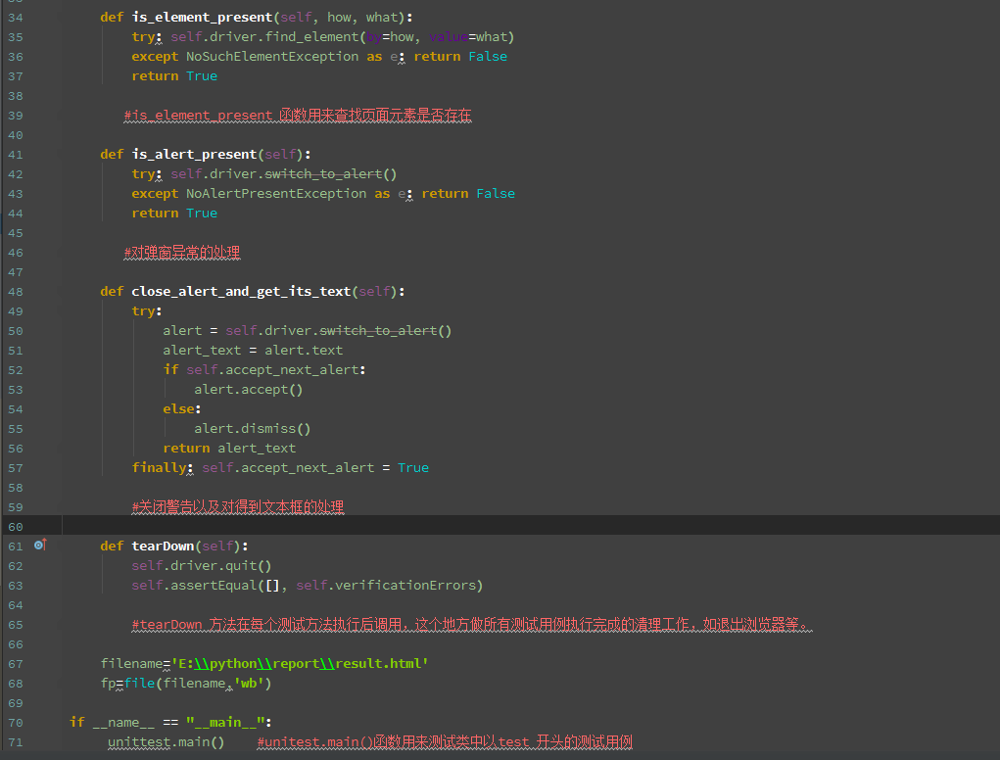 34 def is_element_present(self, how, what):
35 try: self.driver.find_element(by=how, value=what)
36 except NoSuchElementException as e: return False
37 return True
38
39 #is_element_present 函数用来查找页面元素是否存在
40
41 def is_alert_present(self):
42 try: self.driver.switch_to_alert()
43 except NoAlertPresentException as e: return False
44 return True
45
46 #对弹窗异常的处理
47
48 def close_alert_and_get_its_text(self):
49 try:
50 alert = self.driver.switch_to_alert()
51 alert_text = alert.text
52 if self.accept_next_alert:
53 alert.accept()
54 else:
55 alert.dismiss()
56 return alert_text
57 finally: self.accept_next_alert = True
58
59 #关闭警告以及对得到文本框的处理
60
61 def tearDown(self):
62 self.driver.quit()
63 self.assertEqual([], self.verificationErrors)
64
65 #tearDown 方法在每个测试方法执行后调用，这个地方做所有测试用例执行完成的清理工作，如退出浏览器等。
66
67 filename='E:\\python\\report\\result.html'
68 fp=file(filename,'wb')
69
70 if __name__ == "__main__":
71 unittest.main() #unitest.main()函数用来测试类中以test 开头的测试用例